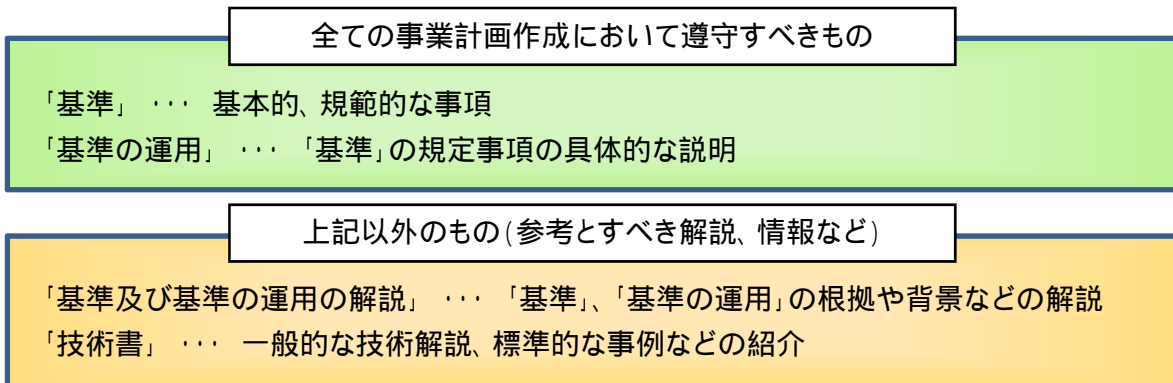 全ての事業計画作成において遵守すべきもの
「基準」 ･･･ 基本的、規範的な事項
「基準の運用」 ･･･ 「基準」の規定事項の具体的な説明
上記以外のもの(参考とすべき解説、情報など)
「基準及び基準の運用の解説」 ･･･ 「基準」、「基準の運用」の根拠や背景などの解説
「技術書」 ･･･ 一般的な技術解説、標準的な事例などの紹介